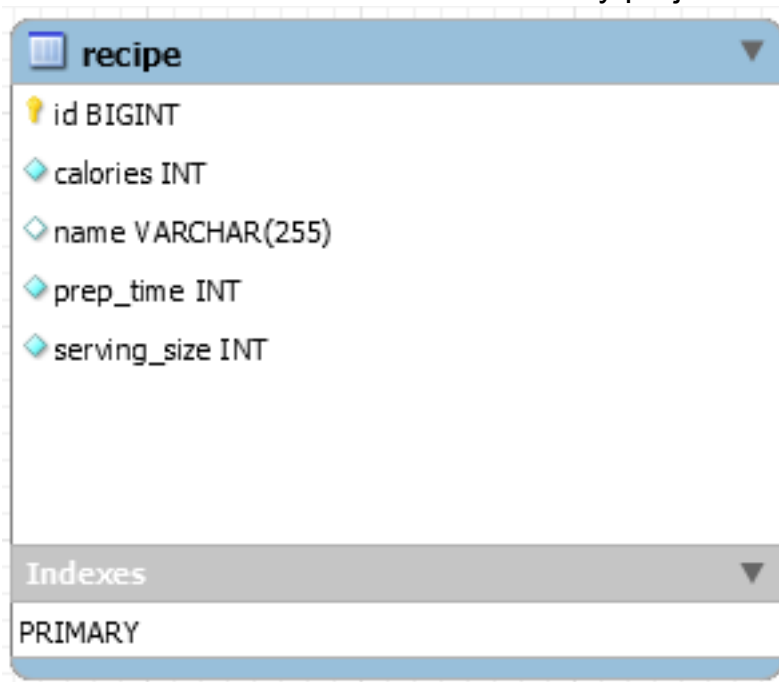 recipe
id BIGINT
calories INT
name VARCHAR(255)
prep_time INT
serving_size INT
Indexes
PRIMARY